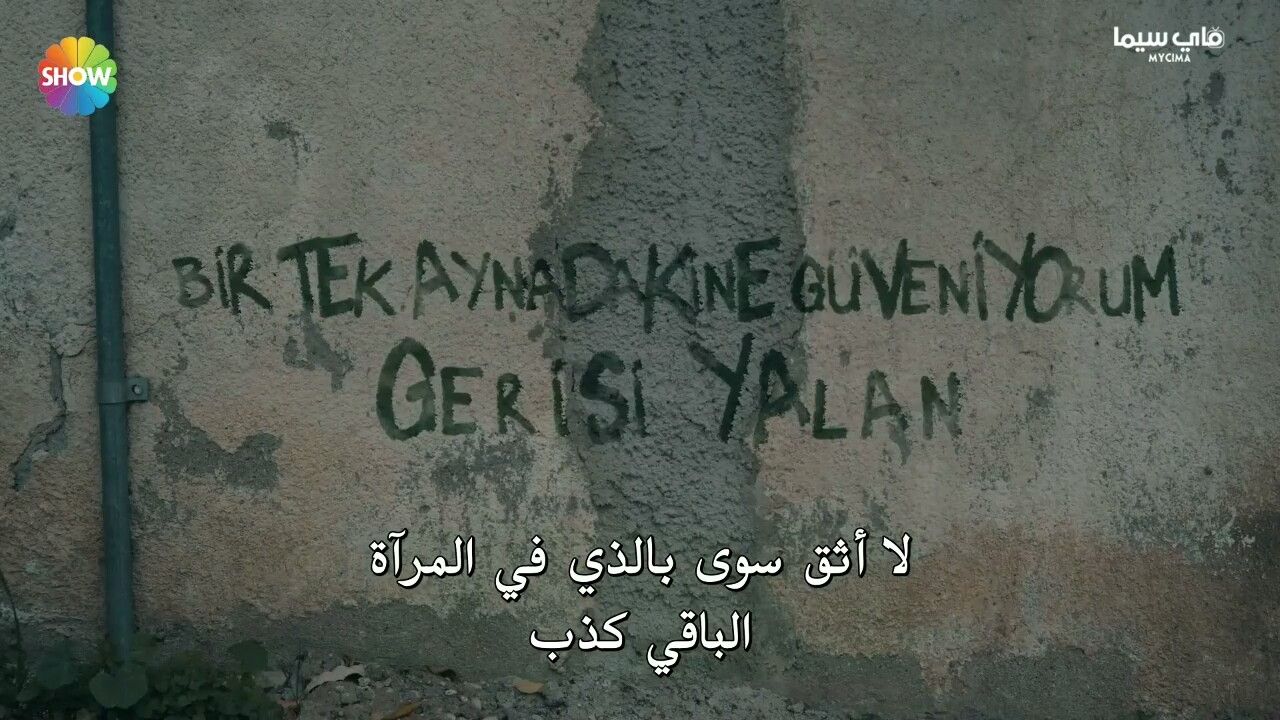 SHOW
ماي سيما
MYCIMA
BİR TEK AYNADAKİNE GÜVENİYORUM
GERİSİ YALAN
لا أثق سوى بالذي في المرآة
الباقي كذب